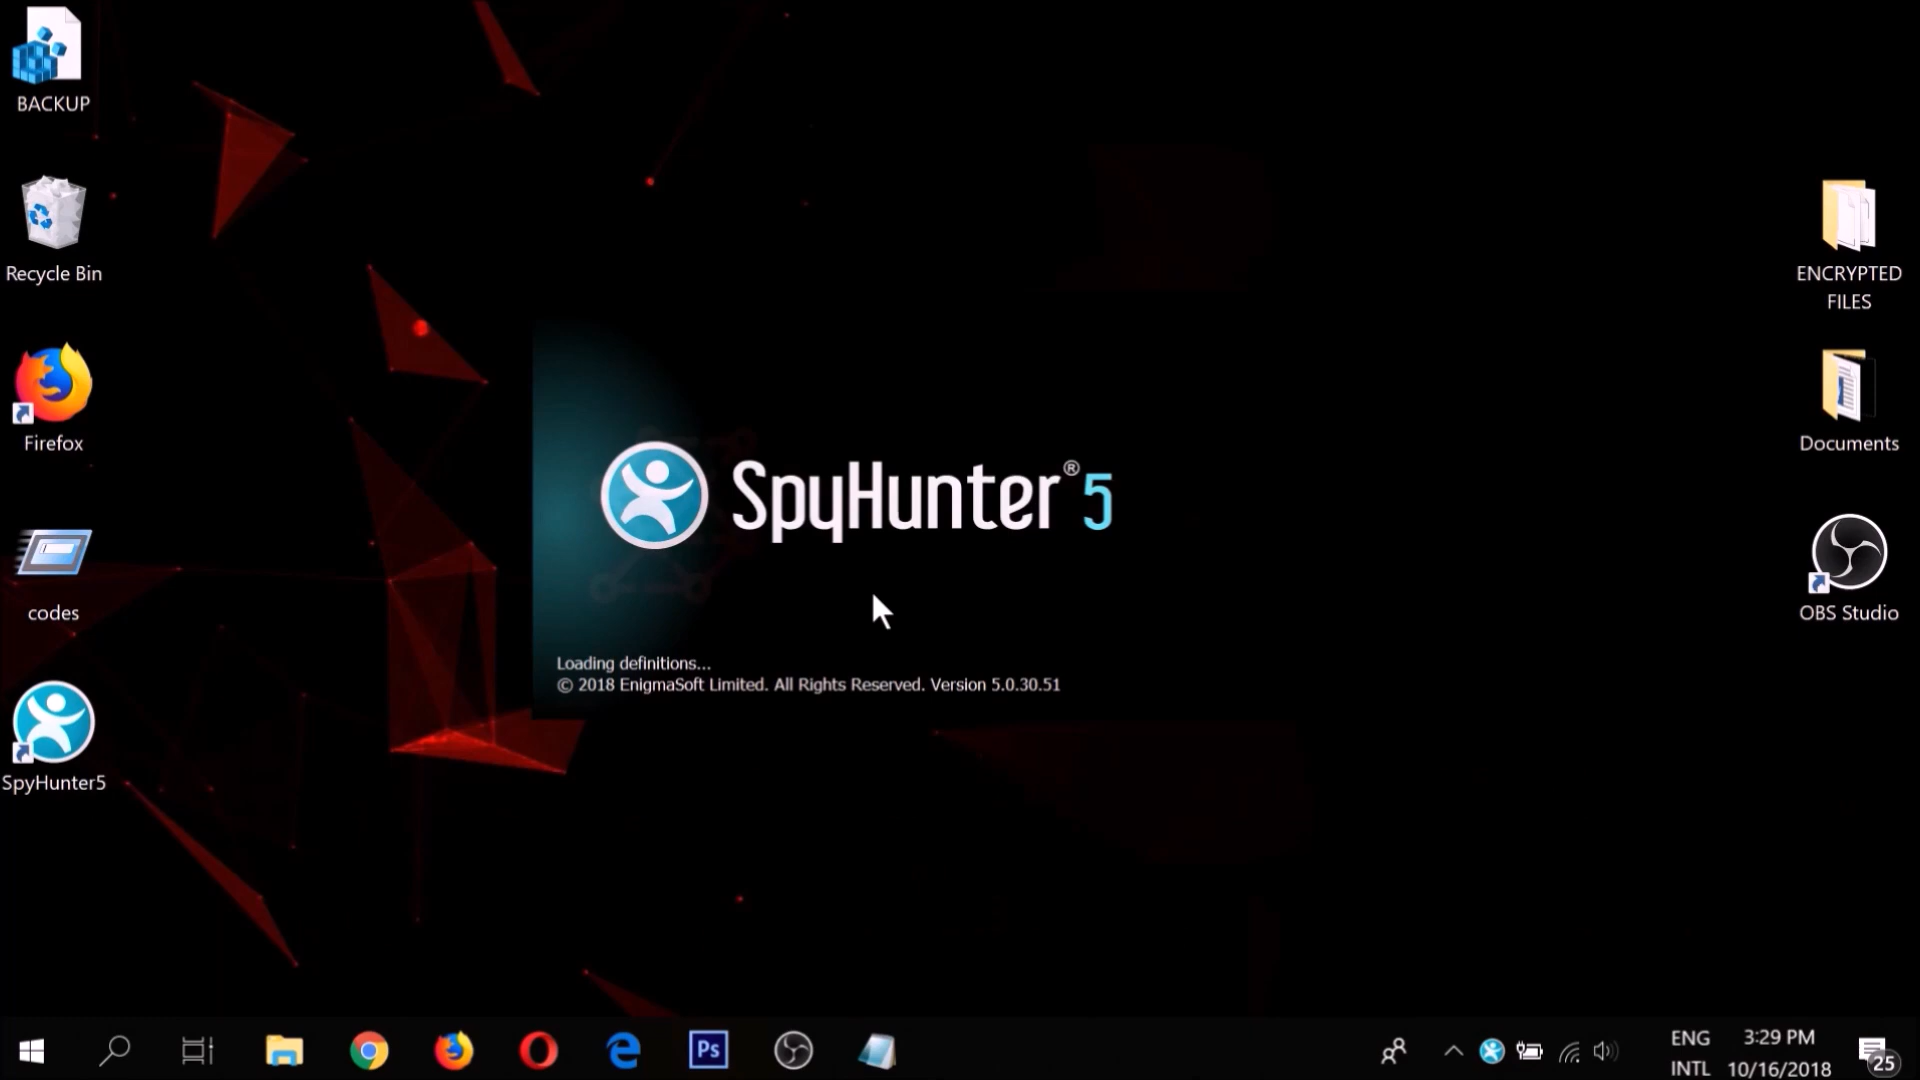 BACKUP
Recycle Bin
Firefox
codes
SpyHunter5
SpyHunter®5
Loading definitions...
© 2018 EnigmaSoft Limited. All Rights Reserved. Version 5.0.30.51
ENCRYPTED
FILES
Documents
OBS Studio
Ps
ENG
INTL
3:29 PM
10/16/2018
25